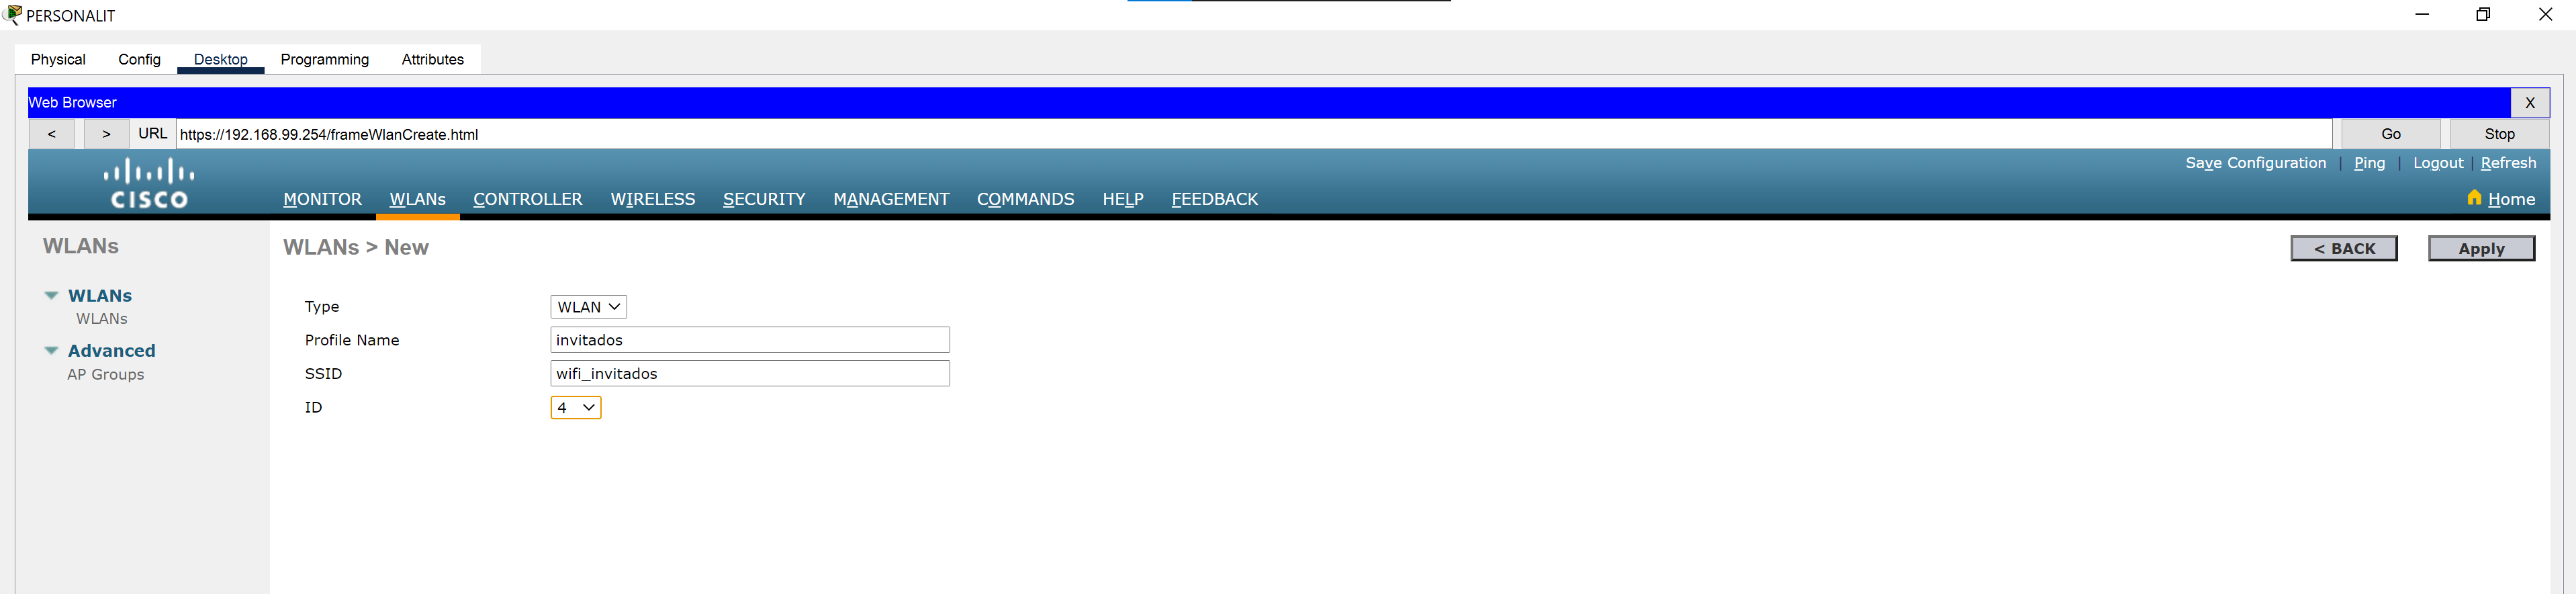 PERSONALIT
Physical Config Desktop Programming Attributes
Web Browser X
< > URL https://192.168.99.254/frameWlanCreate.html Go Stop
Save Configuration | Ping | Logout | Refresh
CISCO MONITOR WLANs CONTROLLER WIRELESS SECURITY MANAGEMENT COMMANDS HELP FEEDBACK Home
WLANs
WLANs
WLANs
Advanced
AP Groups
WLANs > New < BACK Apply
Type WLAN
Profile Name invitados
SSID wifi_invitados
ID 4